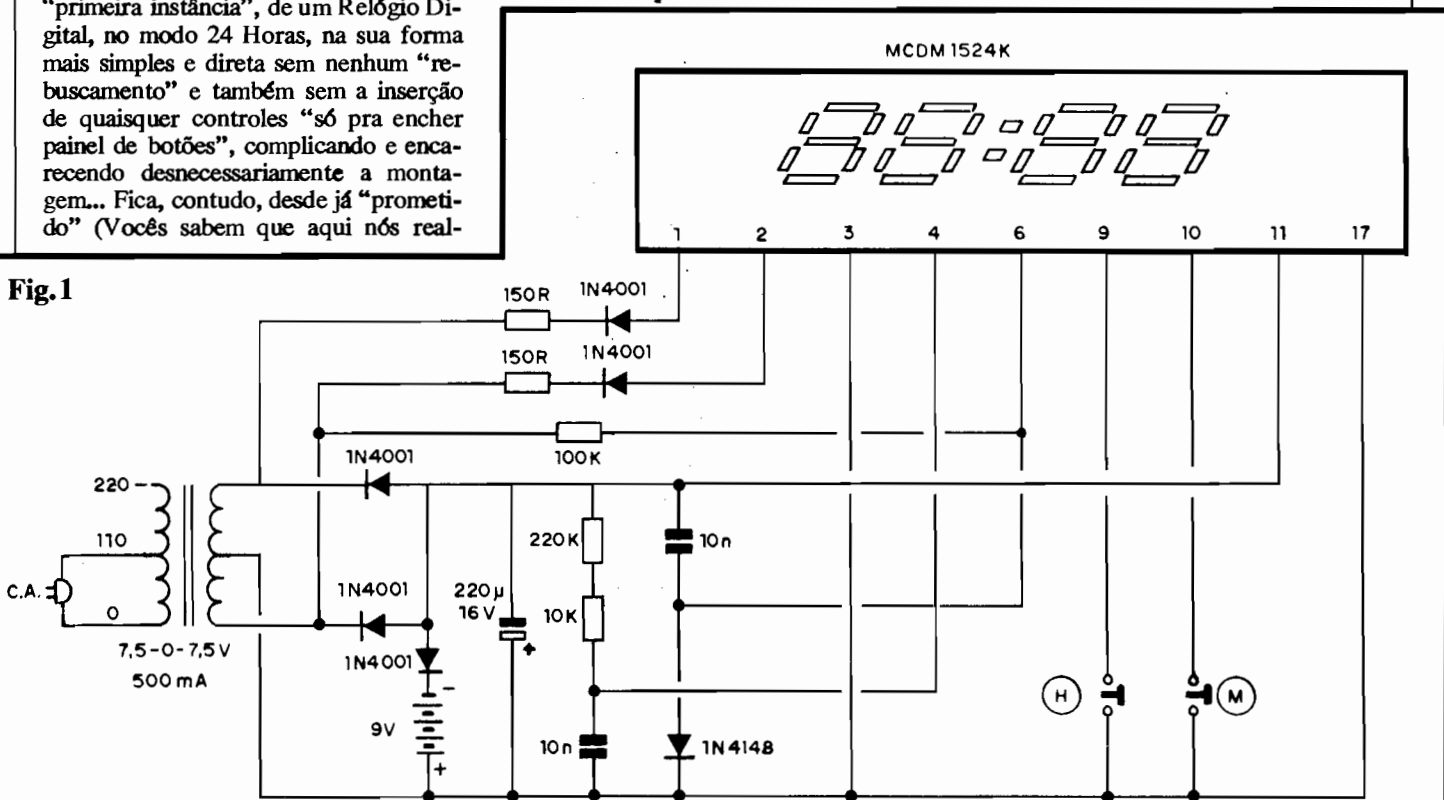 “primeira instância”, de um Relógio Di-
gital, no modo 24 Horas, na sua forma
mais simples e direta sem nenhum “re-
buscamento” e também sem a inserção
de quaisquer controles “só pra encher
painel de botões”, complicando e enca-
recendo desnecessariamente a monta-
gem... Fica, contudo, desde já “prometi-
do” (Vocês sabem que aqui nós real-
MCDM1524K
88:88
1 2 3 4 6 9 10 11 17
Fig.1
150R 1N4001
150R 1N4001
100K
1N4001
220
110
C.A.
0
7,5-0-7,5V
500mA
1N4001
1N4001
9V
-
+
220µ
16V
+
220K
10K
10n
10n
1N4148
H
M